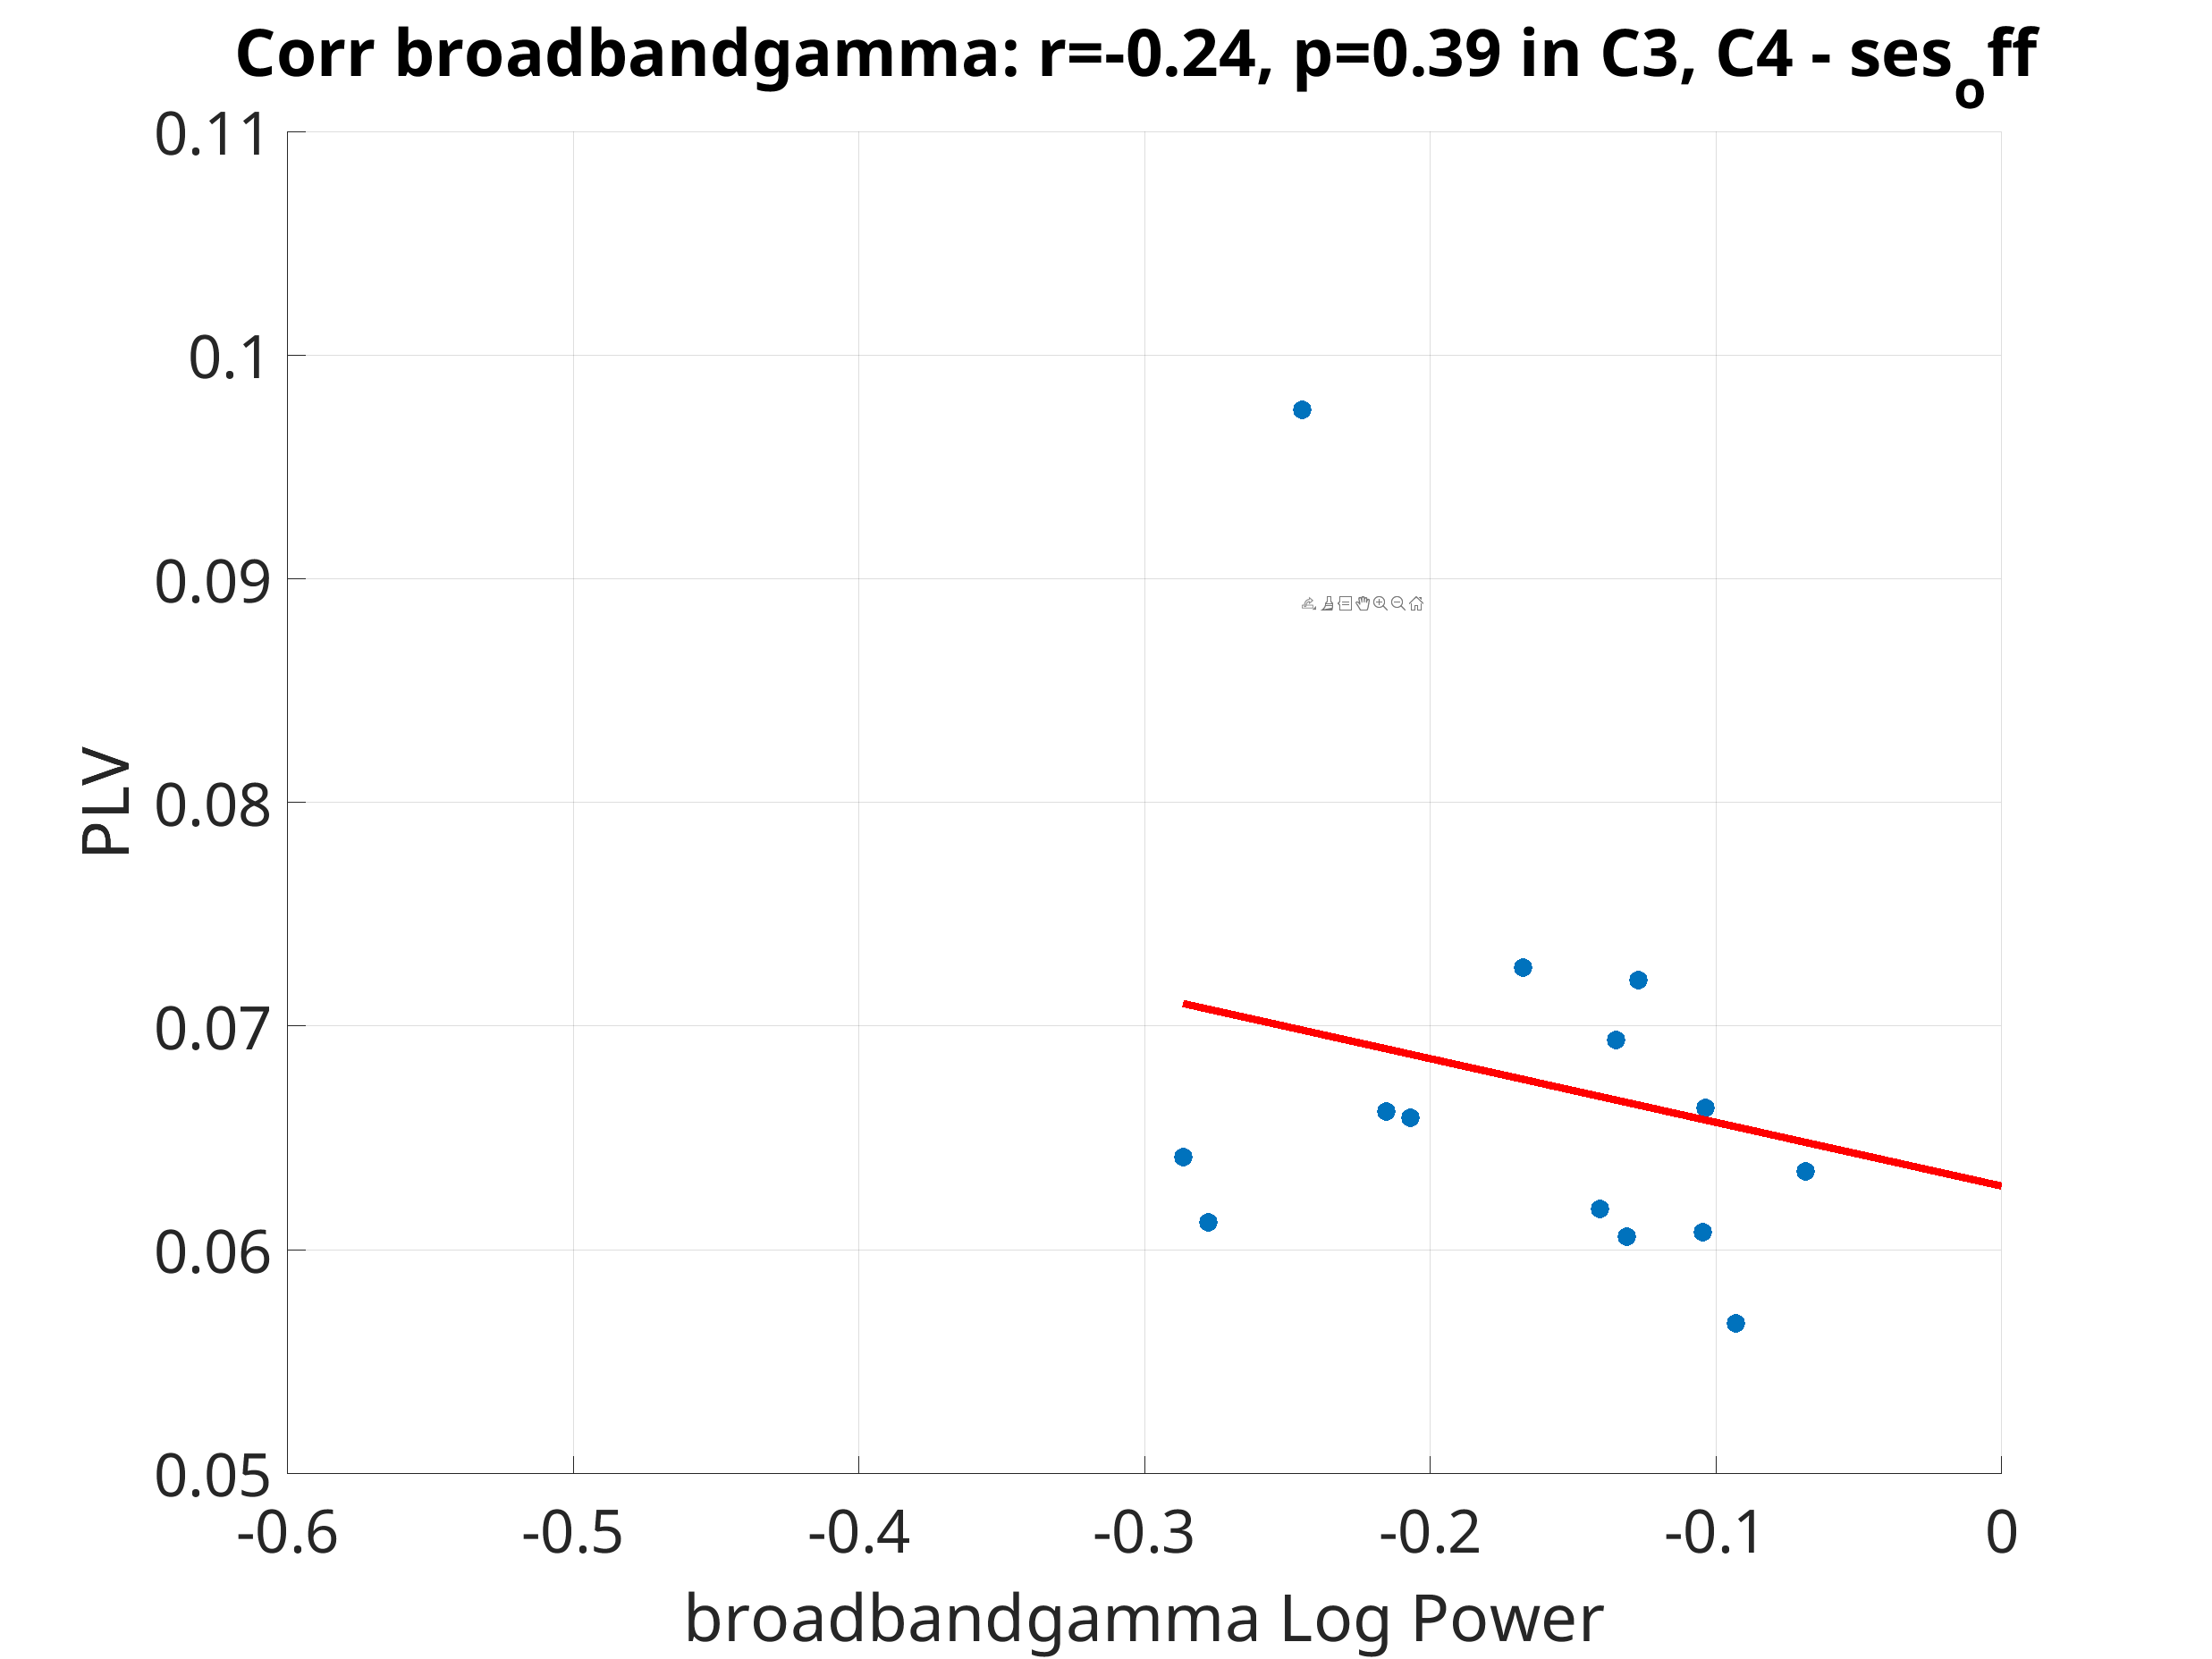 Corr broadbandgamma: r=-0.24, p=0.39 in C3, C4 - sesoff
0.11
0.1
0.09
0.08
0.07
0.06
0.05
PLV
-0.6 -0.5 -0.4 -0.3 -0.2 -0.1 0
broadbandgamma Log Power